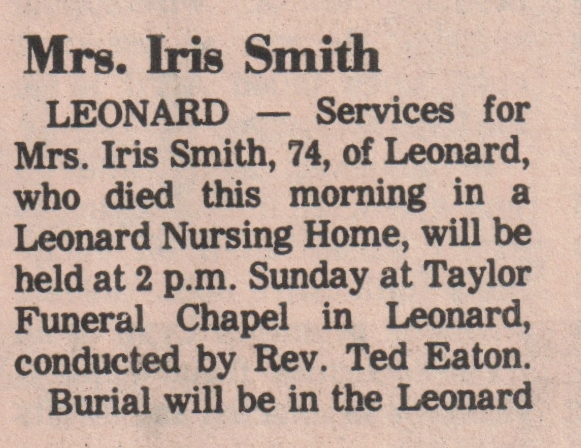 Mrs. Iris Smith
LEONARD — Services for
Mrs. Iris Smith, 74, of Leonard,
who died this morning in a
Leonard Nursing Home, will be
held at 2 p.m. Sunday at Taylor
Funeral Chapel in Leonard,
conducted by Rev. Ted Eaton.
Burial will be in the Leonard